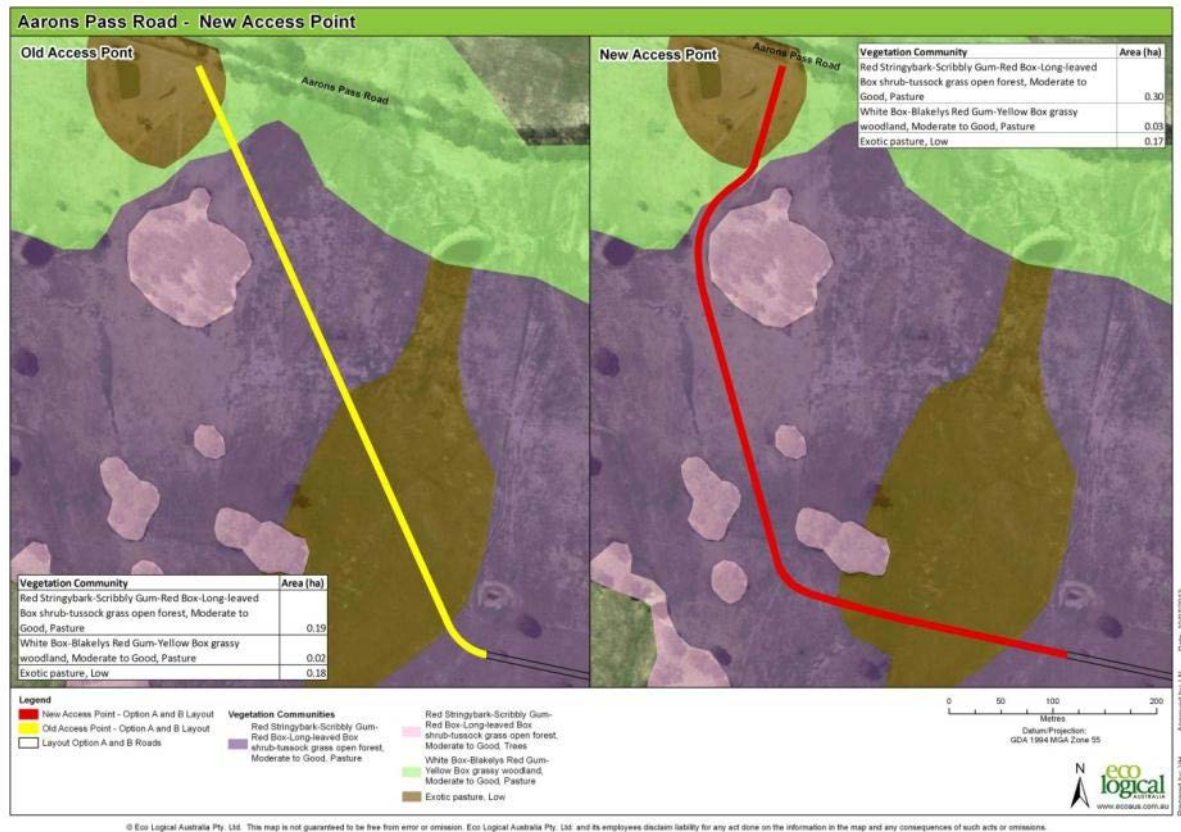 Aarons Pass Road - New Access Point
Old Access Pont
Aarons Pass Road
Vegetation Community Area (ha)
Red Stringybark-Scribbly Gum-Red Box-Long-leaved
Box shrub-tussock grass open forest, Moderate to
Good, Pasture 0.19
White Box-Blakelys Red Gum-Yellow Box grassy
woodland, Moderate to Good, Pasture 0.02
Exotic pasture, Low 0.18
New Access Point
Aarons Pass Road
Vegetation Community Area (ha)
Red Stringybark-Scribbly Gum-Red Box-Long-leaved
Box shrub-tussock grass open forest, Moderate to
Good, Pasture 0.30
White Box-Blakelys Red Gum-Yellow Box grassy
woodland, Moderate to Good, Pasture 0.03
Exotic pasture, Low 0.17
Legend
New Access Point - Option A and B Layout
Old Access Point - Option A and B Layout
Layout Option A and B Roads
Vegetation Communities
Red Stringybark-Scribbly Gum-
Red Box-Long-leaved Box
shrub-tussock grass open forest,
Moderate to Good, Pasture
Red Stringybark-Scribbly Gum-
Red Box-Long-leaved Box
shrub-tussock grass open forest,
Moderate to Good, Trees
White Box-Blakelys Red Gum-
Yellow Box grassy woodland,
Moderate to Good, Pasture
Exotic pasture, Low
0 50 100 200
Metres
Datum/Projection:
GDA 1994 MGA Zone 55
N
eco
logical
AUSTRALIA
www.ecoaus.com.au
© Eco Logical Australia Pty. Ltd. This map is not guaranteed to be free from error or omission. Eco Logical Australia Pty. Ltd. and its employees disclaim liability for any act done on the information in the map and any consequences of such acts or omissions.